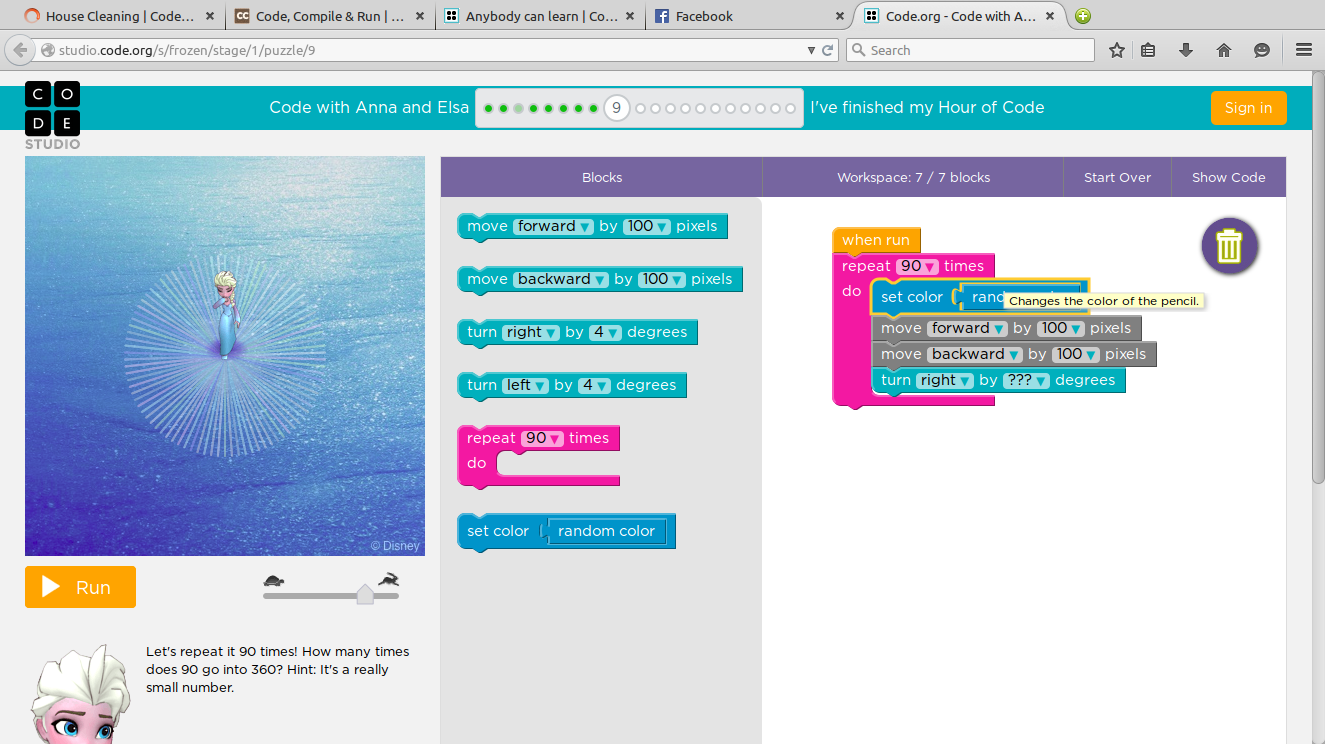 House Cleaning | Code...
Code, Compile & Run | ...
Anybody can learn | Co...
Facebook
Code.org - Code with A...
studio.code.org/s/frozen/stage/1/puzzle/9
Search
C O
D E
STUDIO
Code with Anna and Elsa
9
I've finished my Hour of Code
Sign in
Blocks
Workspace: 7 / 7 blocks
Start Over
Show Code
move forward by 100 pixels
move backward by 100 pixels
turn right by 4 degrees
turn left by 4 degrees
repeat 90 times
do
set color random color
when run
repeat 90 times
do
set color
Changes the color of the pencil.
move forward by 100 pixels
move backward by 100 pixels
turn right by ??? degrees
© Disney
Run
Let's repeat it 90 times! How many times
does 90 go into 360? Hint: It's a really
small number.